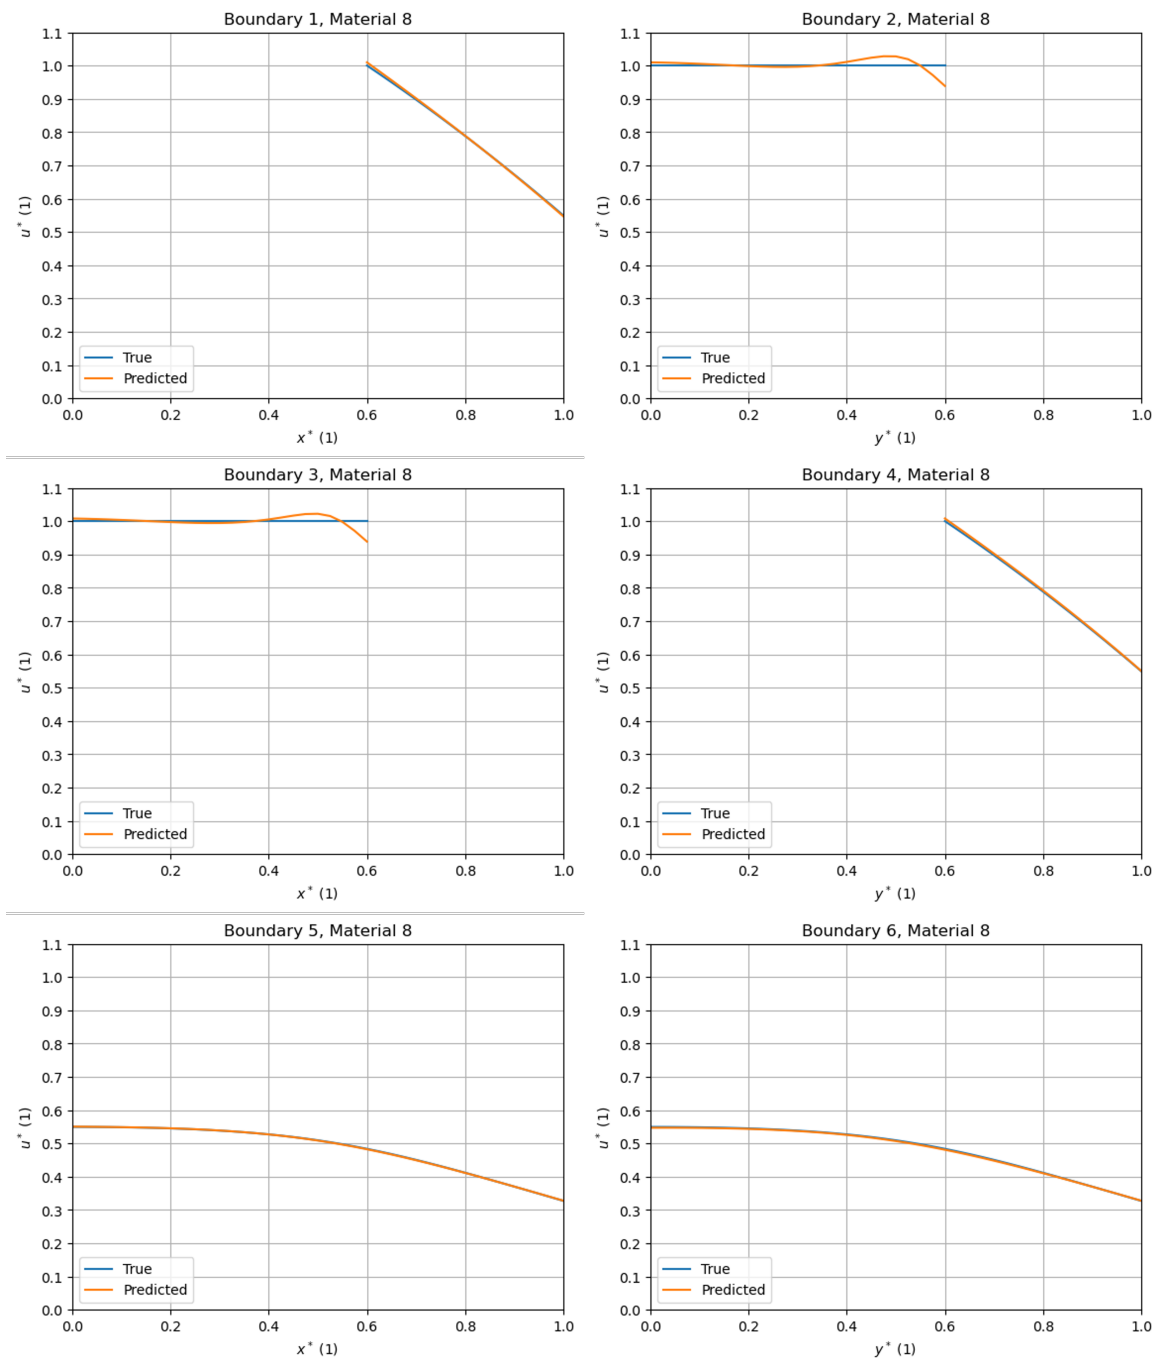 Boundary 1, Material 8
1.1
1.0
0.9
0.8
0.7
0.6
0.5
0.4
0.3
0.2
0.1
0.0
u* (1)
True
Predicted
0.0 0.2 0.4 0.6 0.8 1.0
x* (1)
Boundary 2, Material 8
1.1
1.0
0.9
0.8
0.7
0.6
0.5
0.4
0.3
0.2
0.1
0.0
u* (1)
True
Predicted
0.0 0.2 0.4 0.6 0.8 1.0
y* (1)
Boundary 3, Material 8
1.1
1.0
0.9
0.8
0.7
0.6
0.5
0.4
0.3
0.2
0.1
0.0
u* (1)
True
Predicted
0.0 0.2 0.4 0.6 0.8 1.0
x* (1)
Boundary 4, Material 8
1.1
1.0
0.9
0.8
0.7
0.6
0.5
0.4
0.3
0.2
0.1
0.0
u* (1)
True
Predicted
0.0 0.2 0.4 0.6 0.8 1.0
y* (1)
Boundary 5, Material 8
1.1
1.0
0.9
0.8
0.7
0.6
0.5
0.4
0.3
0.2
0.1
0.0
u* (1)
True
Predicted
0.0 0.2 0.4 0.6 0.8 1.0
x* (1)
Boundary 6, Material 8
1.1
1.0
0.9
0.8
0.7
0.6
0.5
0.4
0.3
0.2
0.1
0.0
u* (1)
True
Predicted
0.0 0.2 0.4 0.6 0.8 1.0
y* (1)